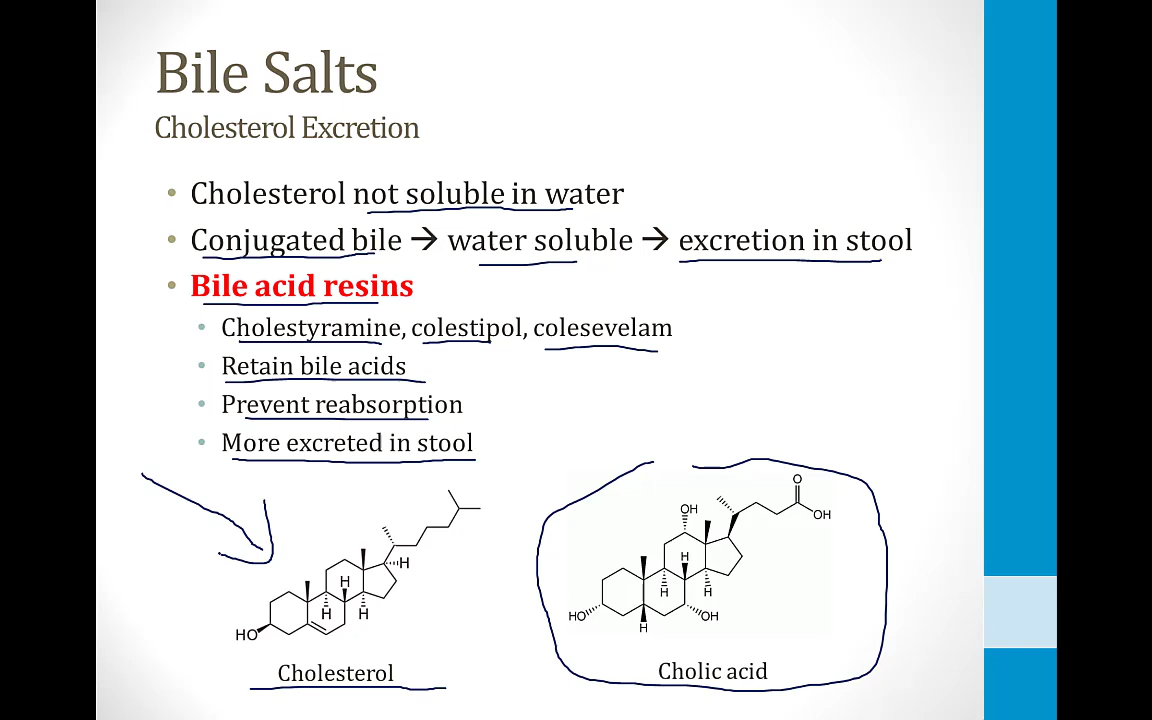 Bile Salts
Cholesterol Excretion
• Cholesterol not soluble in water
• Conjugated bile → water soluble → excretion in stool
• Bile acid resins
• Cholestyramine, colestipol, colesevelam
• Retain bile acids
• Prevent reabsorption
• More excreted in stool
H
H
H
H
HO
Cholesterol
O
OH
OH
H
H
H
HO
OH
H
Cholic acid